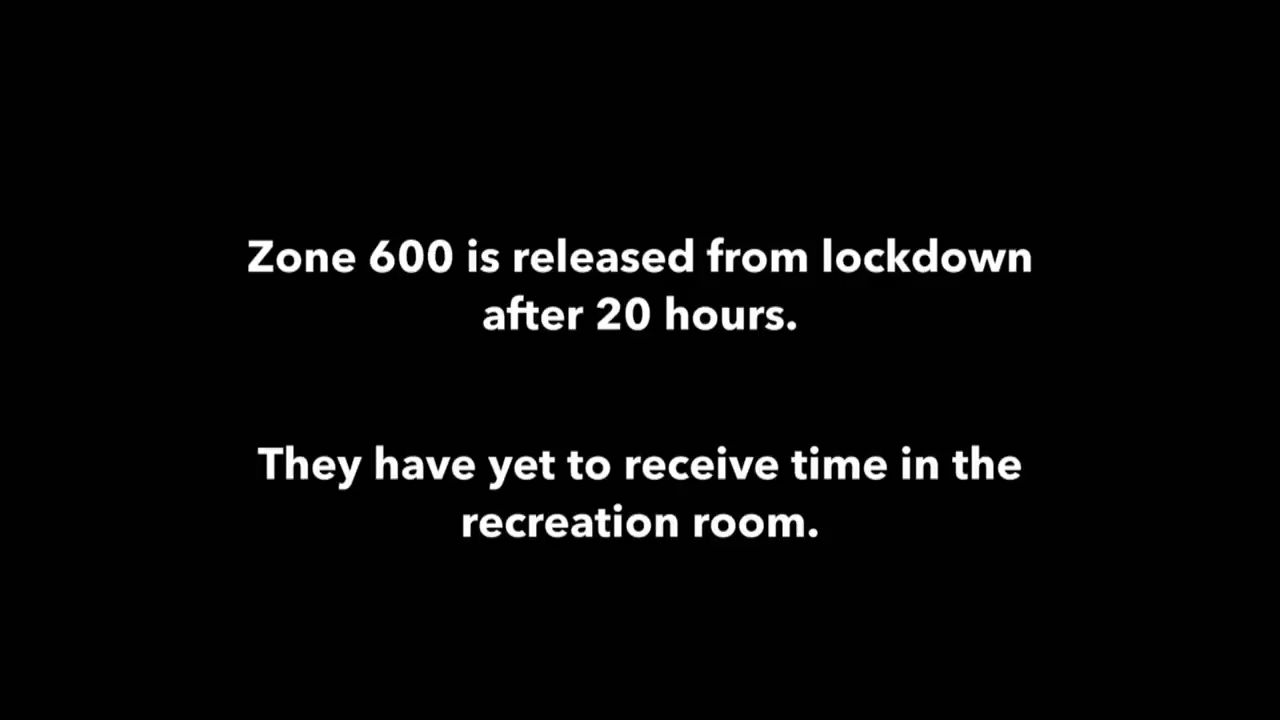 Zone 600 is released from lockdown
after 20 hours.
They have yet to receive time in the
recreation room.